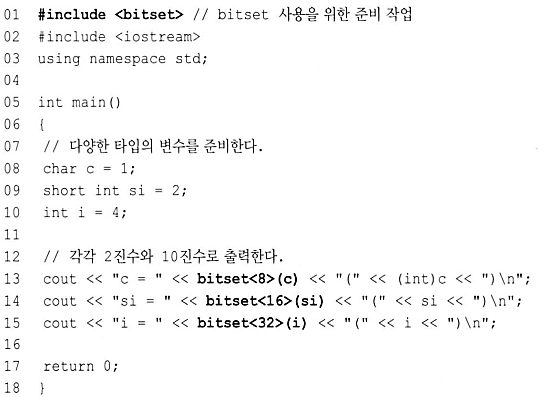 01 #include <bitset> // bitset 사용을 위한 준비 작업
02 #include <iostream>
03 using namespace std;
04
05 int main()
06 {
07 // 다양한 타입의 변수를 준비한다.
08 char c = 1;
09 short int si = 2;
10 int i = 4;
11
12 // 각각 2진수와 10진수로 출력한다.
13 cout << "c = " << bitset<8>(c) << "(" << (int)c << ")\n";
14 cout << "si = " << bitset<16>(si) << "(" << si << ")\n";
15 cout << "i = " << bitset<32>(i) << "(" << i << ")\n";
16
17 return 0;
18 }